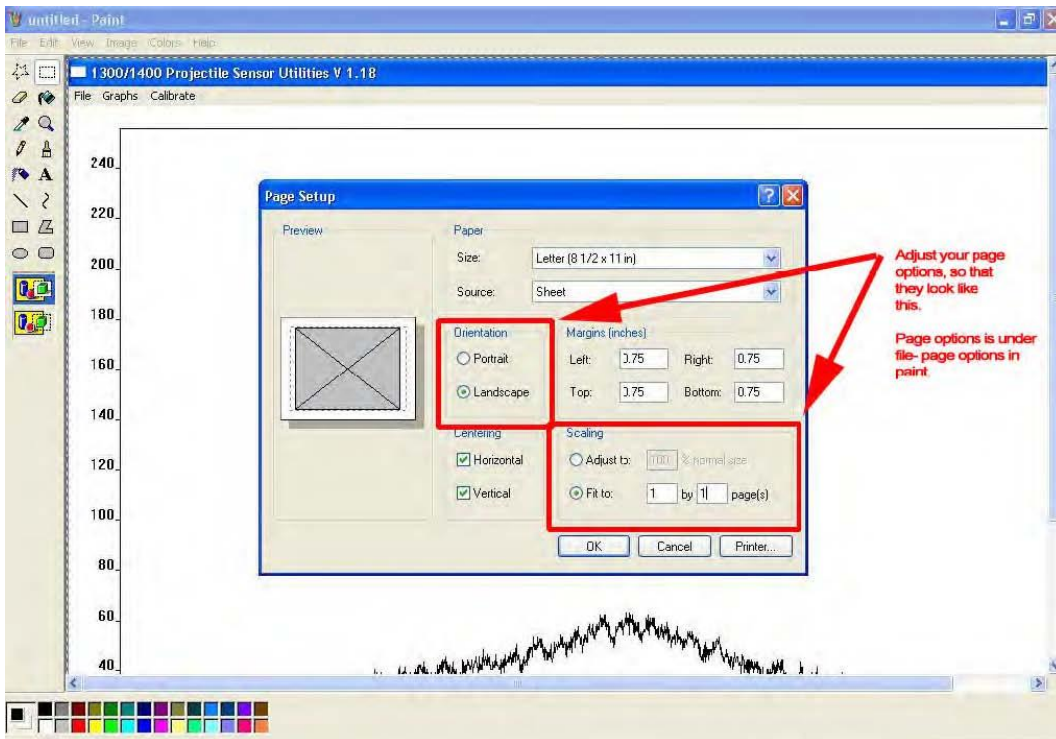 untitled - Paint
File Edit View Image Colors Help
1300/1400 Projectile Sensor Utilities V 1.18
File Graphs Calibrate
240
220
200
180
160
140
120
100
80
60
40
Page Setup
Preview
Paper
Size: Letter (8 1/2 x 11 in)
Source: Sheet
Orientation
Portrait
Landscape
Margins (inches)
Left: 0.75 Right: 0.75
Top: 0.75 Bottom: 0.75
Centering
Horizontal
Vertical
Scaling
Adjust to: 100 % normal size
Fit to: 1 by 1 page(s)
OK Cancel Printer...
Adjust your page
options, so that
they look like
this.
Page options is under
file- page options in
paint